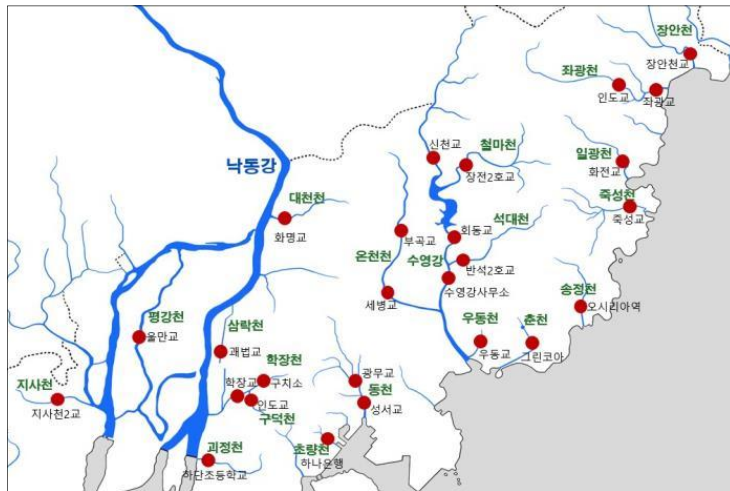 장안천
장안천교
좌광천
인도교
좌광교
신천교
철마천
장전2호교
일광천
화전교
낙동강
대천천
화명교
죽성천
죽성교
석대천
부곡교
회동교
온천천
수영강
반석2호교
수영강사무소
송정천
오시리아역
세병교
평강천
울만교
삼락천
괘법교
우동천
우동교
춘천
그린코아
학장천
학장교
구치소
인도교
구덕천
광무교
동천
성서교
지사천
지사천2교
괴정천
하단초등학교
초량천
하나은행